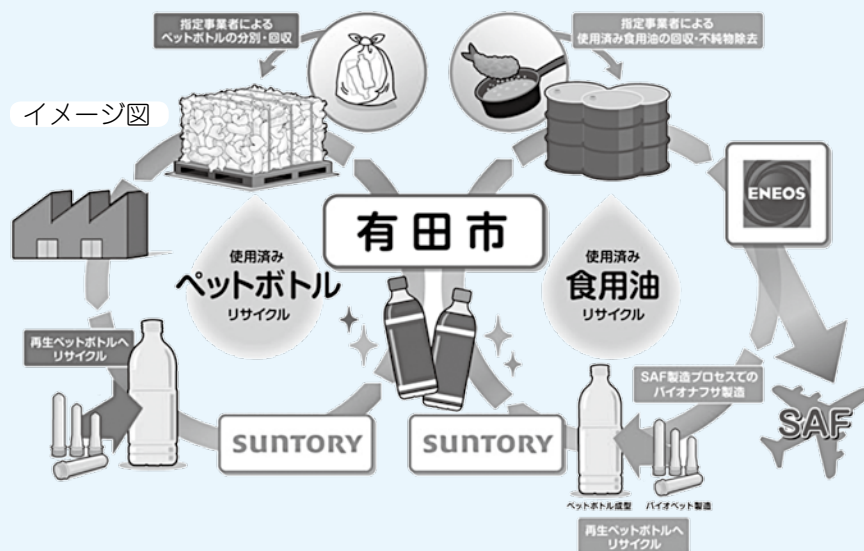 指定事業者による
ペットボトルの分別・回収
指定事業者による
使用済み食用油の回収・不純物除去
イメージ図
ENEOS
有田市
使用済み
ペットボトル
リサイクル
使用済み
食用油
リサイクル
再生ペットボトルへ
リサイクル
SAF製造プロセスでの
バイオナフサ製造
SAF
SUNTORY
SUNTORY
ペットボトル成型
バイオペット製造
再生ペットボトルへ
リサイクル